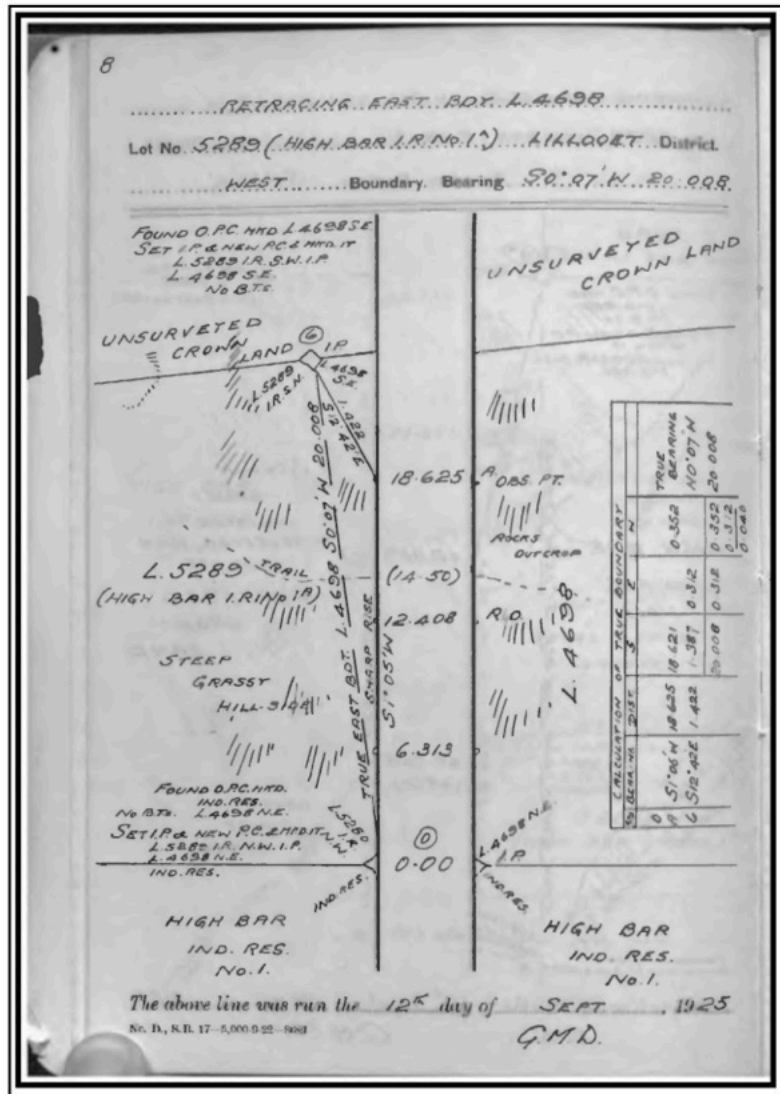 8
RETRACING EAST BDY. L.4698
Lot No. 5289 (HIGH BAR I.R. No. 1ᴬ) LILLOOET District.
WEST Boundary. Bearing S0°07'W 20.008
FOUND O.P.C. MKD L4698 S.E.
SET I.P. & NEW P.C. & MKD. IT
L.5289 I.R. S.W. I.P.
L.4698 S.E.
NO B.Ts.
UNSURVEYED
CROWN LAND
UNSURVEYED
CROWN
LAND
6
I.P.
L.4698
S.E.
L.5289
I.R.S.W.
1.422
S12°42'E
18.625
A OBS. PT.
ROCKS
OUTCROP
TRUE EAST BDY. L.4698 S0°07'W 20.008
L.5289
TRAIL
(14.50)
(HIGH BAR I.R. No 1ᴬ)
12.408
R.O.
L.4698
SHARP RISE
S1°05'W
STEEP
GRASSY
6.313
FOUND O.P.C. MKD.
IND. RES.
NO B.Ts. L.4698 N.E.
SET I.P. & NEW P.C. & MKD IT
L.5289 I.R. N.W. I.P.
L.4698 N.E.
IND. RES.
I.R.
N.W.
0
0.00
L.4698 N.E.
I.P.
IND. RES.
IND. RES.
HIGH BAR
IND. RES.
No. 1.
HIGH BAR
IND. RES.
No. 1.
CALCULATION OF TRUE BOUNDARY
BEARING DIST. S E W
0
A 18.625 18.621 0.352
6 S12°42E 1.422 1.387 0.312
20.008 0.312 0.352
0.312
0.040
TRUE
BEARING
N0°07'W
20.008
The above line was run the 12ᵀᴴ day of SEPT. , 1925
G.M.D.